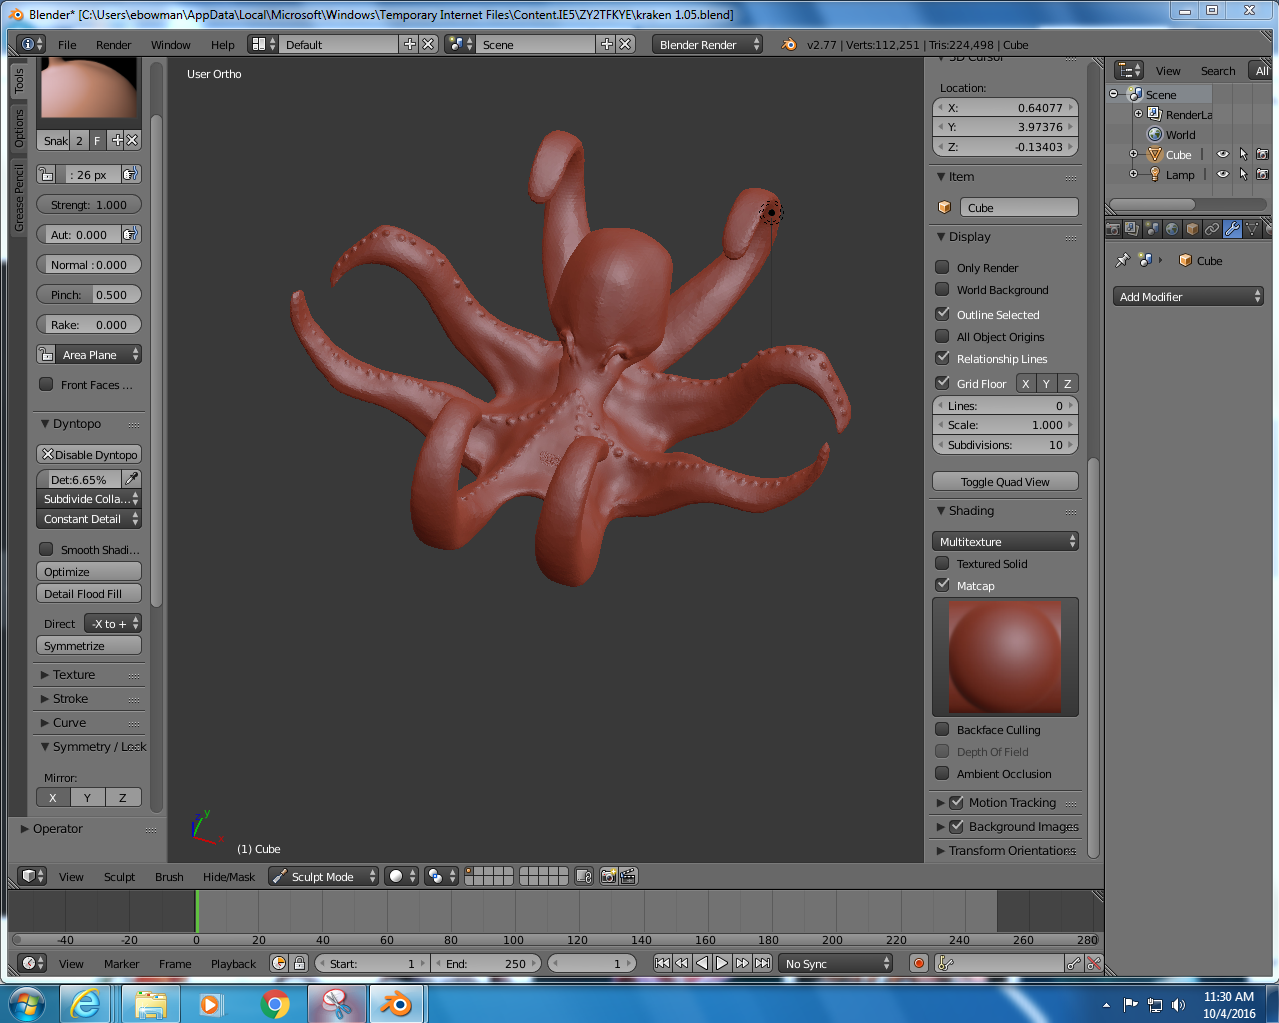 Blender* [C:\Users\ebowman\AppData\Local\Microsoft\Windows\Temporary Internet Files\Content.IE5\ZY2TFKYE\kraken 1.05.blend]
File Render Window Help Default Scene Blender Render v2.77 | Verts:112,251 | Tris:224,498 | Cube
Tools
Options
Grease Pencil
Snak 2 F
: 26 px
Strengt: 1.000
Aut: 0.000
Normal : 0.000
Pinch: 0.500
Rake: 0.000
Area Plane
Front Faces ...
Dyntopo
Disable Dyntopo
Det:6.65%
Subdivide Colla...
Constant Detail
Smooth Shadi...
Optimize
Detail Flood Fill
Direct -X to +
Symmetrize
Texture
Stroke
Curve
Symmetry / Lock
Mirror:
X Y Z
Operator
User Ortho
z y x
(1) Cube
3D Cursor
Location:
X: 0.64077
Y: 3.97376
Z: -0.13403
Item
Cube
Display
Only Render
World Background
Outline Selected
All Object Origins
Relationship Lines
Grid Floor X Y Z
Lines: 0
Scale: 1.000
Subdivisions: 10
Toggle Quad View
Shading
Multitexture
Textured Solid
Matcap
Backface Culling
Depth Of Field
Ambient Occlusion
Motion Tracking
Background Images
Transform Orientations
View Search All
Scene
RenderLa
World
Cube
Lamp
Cube
Add Modifier
View Sculpt Brush Hide/Mask Sculpt Mode
-40 -20 0 20 40 60 80 100 120 140 160 180 200 220 240 260 280
View Marker Frame Playback Start: 1 End: 250 1 No Sync
11:30 AM
10/4/2016